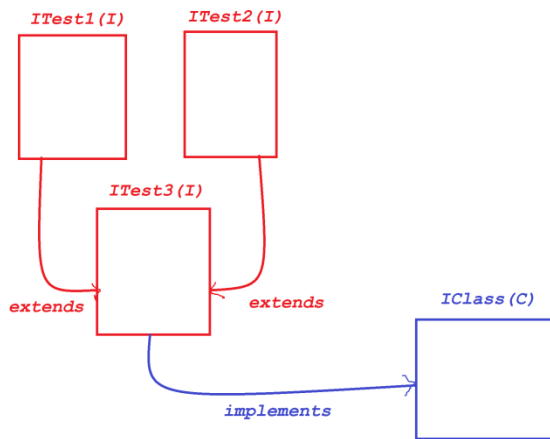 ITest1(I)
ITest2(I)
ITest3(I)
extends
extends
IClass(C)
implements